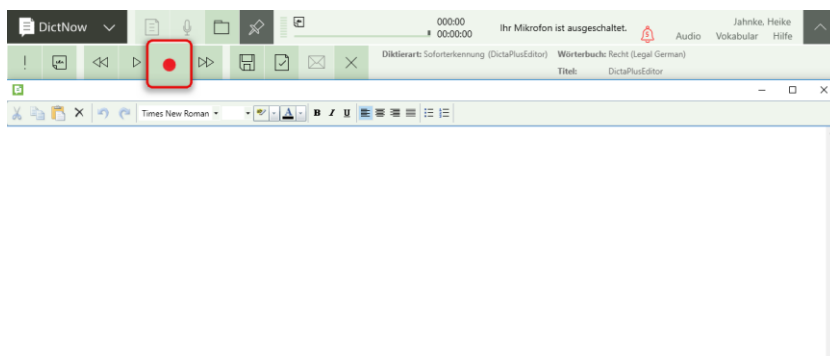 DictNow
000:00
00:00:00
Ihr Mikrofon ist ausgeschaltet.
5
Audio
Jahnke, Heike
Vokabular Hilfe
Diktierart: Soforterkennung (DictaPlusEditor)
Wörterbuch: Recht (Legal German)
Titel: DictaPlusEditor
Times New Roman
A
B I U